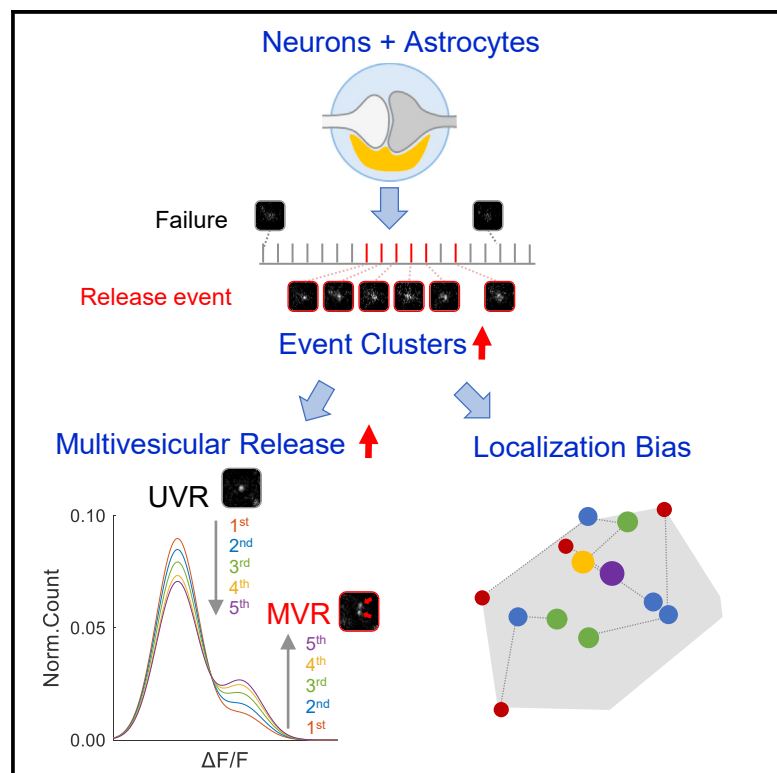 Neurons + Astrocytes
Failure
Release event
Event Clusters
Multivesicular Release
Localization Bias
UVR
1st
2nd
3rd
4th
5th
MVR
5th
4th
3rd
2nd
1st
0.10
0.05
0.00
Norm.Count
ΔF/F